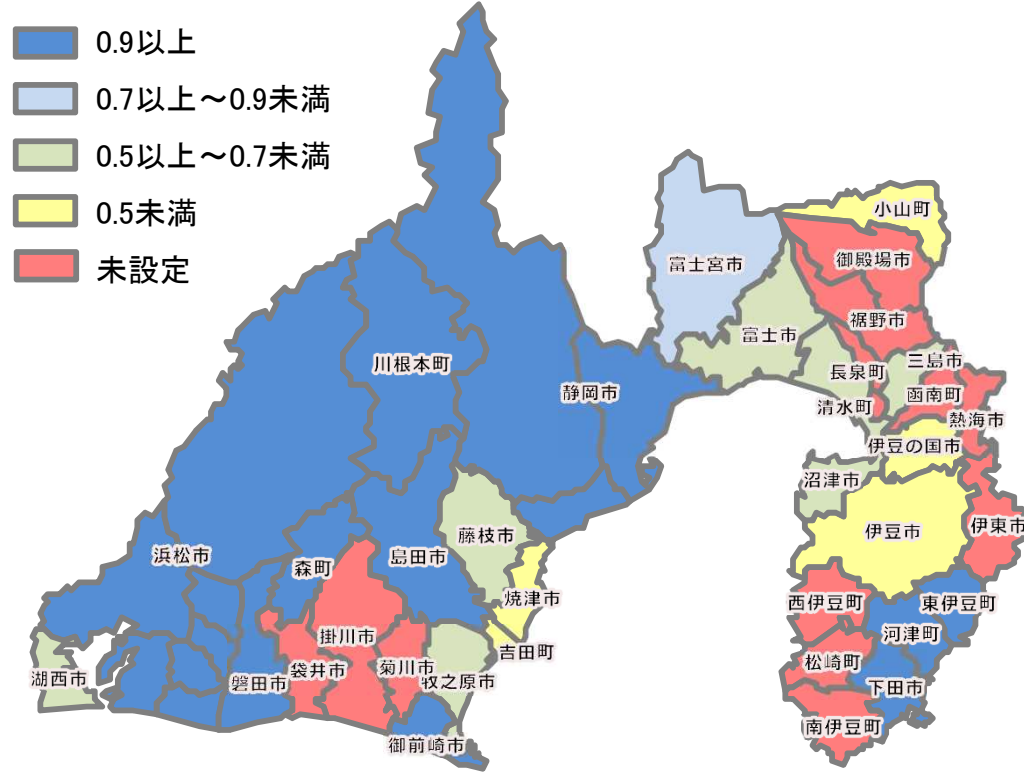 0.9以上
0.7以上～0.9未満
0.5以上～0.7未満
0.5未満
未設定
小山町
御殿場市
富士宮市
裾野市
富士市
三島市
川根本町
長泉町
静岡市
函南町
清水町
熱海市
伊豆の国市
沼津市
伊東市
伊豆市
藤枝市
浜松市
島田市
森町
焼津市
西伊豆町
東伊豆町
河津町
掛川市
吉田町
松崎町
袋井市
菊川市
湖西市
磐田市
牧之原市
下田市
南伊豆町
御前崎市